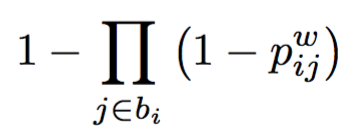 1 − ∏_{j∈b_i} (1 − p_{ij}^{w})